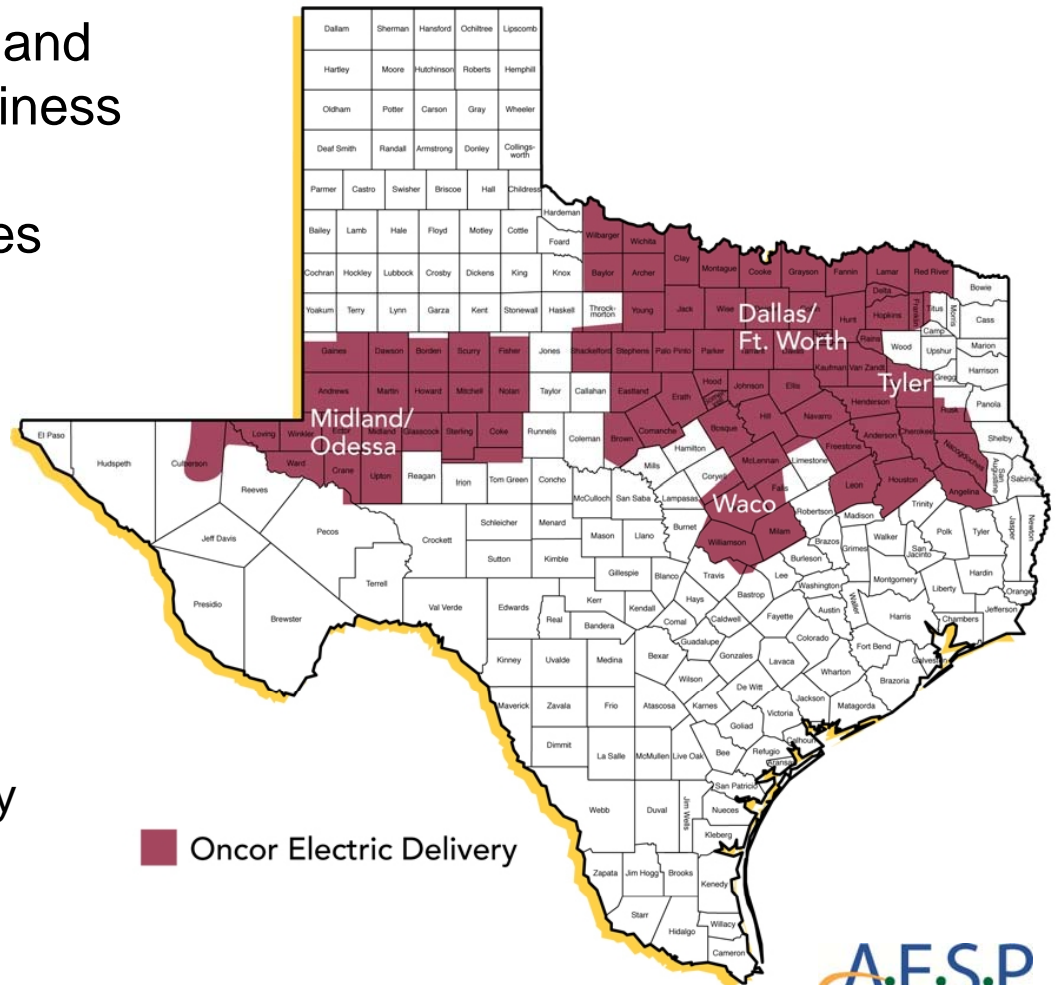 and
iness
es
y
Dallam Sherman Hansford Ochiltree Lipscomb
Hartley Moore Hutchinson Roberts Hemphill
Oldham Potter Carson Gray Wheeler
Deaf Smith Randall Armstrong Donley Collings-
worth
Parmer Castro Swisher Briscoe Hall Childress
Hardeman
Bailey Lamb Hale Floyd Motley Cottle Foard Wilbarger Wichita Clay
Cochran Hockley Lubbock Crosby Dickens King Knox Baylor Archer Montague Cooke Grayson Fannin Lamar Red River Bowie
Yoakum Terry Lynn Garza Kent Stonewall Haskell Throck-
morton Young Jack Wise Hunt Delta Hopkins Franklin Titus Morris Cass
Dallas/
Ft. Worth
Rains Wood Camp Upshur Marion
Gaines Dawson Borden Scurry Fisher Jones Shackelford Stephens Palo Pinto Parker Tarrant Dallas Kaufman Van Zandt Gregg Harrison
Tyler
Andrews Martin Howard Mitchell Nolan Taylor Callahan Eastland Erath Hood Johnson Ellis Henderson Rusk Panola
Midland/
Odessa
El Paso Hudspeth Culberson Loving Winkler Ector Midland Glasscock Sterling Coke Runnels Coleman Brown Comanche Bosque Hill Navarro Anderson Cherokee Nacogdoches Shelby
Reeves Ward Crane Upton Reagan Irion Tom Green Concho Mills Hamilton McLennan Limestone Freestone Leon Houston Angelina San Augustine Sabine
Waco
McCulloch San Saba Lampasas Coryell Falls Robertson Madison Trinity
Jeff Davis Pecos Crockett Schleicher Menard Mason Llano Burnet Williamson Milam Brazos Grimes Walker San Jacinto Polk Tyler Jasper Newton
Terrell Sutton Kimble Gillespie Blanco Travis Lee Burleson Washington Montgomery Liberty Hardin Orange
Presidio Brewster Val Verde Edwards Real Kerr Bandera Kendall Hays Comal Caldwell Bastrop Fayette Austin Waller Harris Chambers Jefferson
Kinney Uvalde Medina Bexar Guadalupe Gonzales Lavaca Colorado Wharton Fort Bend Brazoria Galveston
Maverick Zavala Frio Atascosa Wilson Karnes De Witt Victoria Jackson Matagorda
Dimmit La Salle McMullen Live Oak Bee Goliad Refugio Calhoun Aransas
Webb Duval Jim Wells San Patricio Nueces
Kleberg
Zapata Jim Hogg Brooks Kenedy
Starr Hidalgo Willacy
Cameron
Oncor Electric Delivery
A.E.S.P